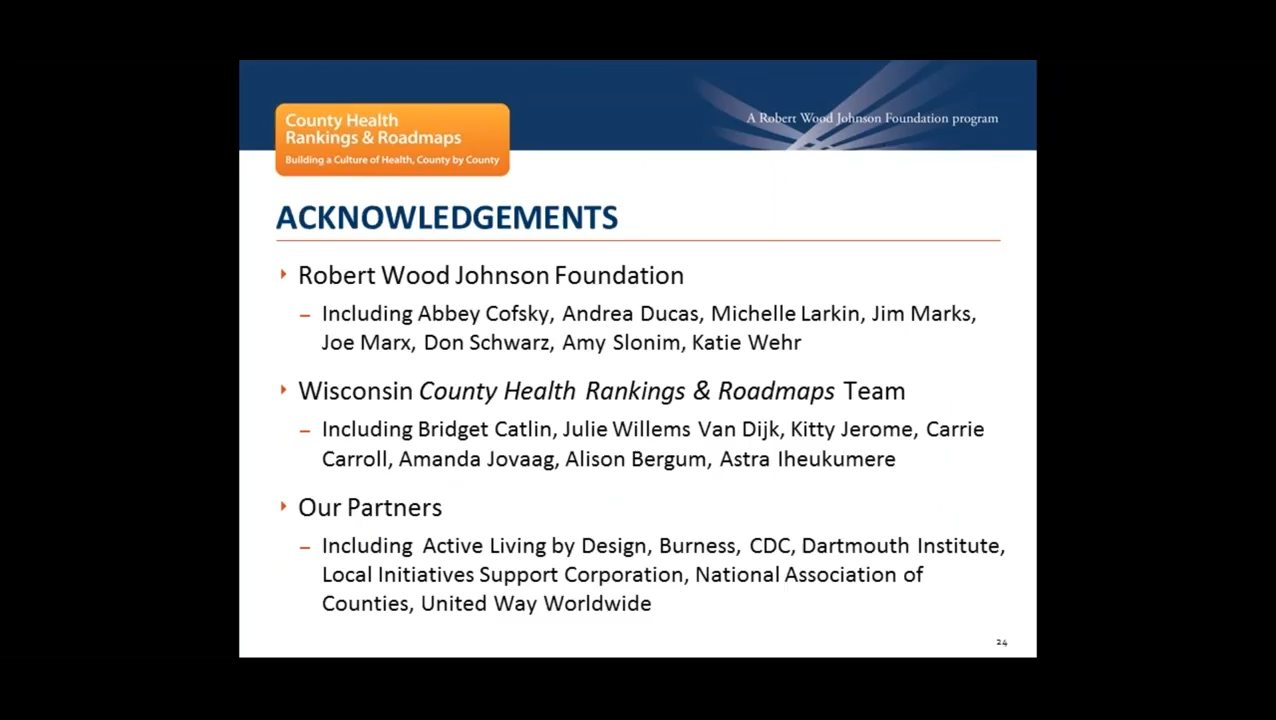 County Health
Rankings & Roadmaps
Building a Culture of Health, County by County
A Robert Wood Johnson Foundation program
ACKNOWLEDGEMENTS
Robert Wood Johnson Foundation
– Including Abbey Cofsky, Andrea Ducas, Michelle Larkin, Jim Marks,
Joe Marx, Don Schwarz, Amy Slonim, Katie Wehr
Wisconsin County Health Rankings & Roadmaps Team
– Including Bridget Catlin, Julie Willems Van Dijk, Kitty Jerome, Carrie
Carroll, Amanda Jovaag, Alison Bergum, Astra Iheukumere
Our Partners
– Including Active Living by Design, Burness, CDC, Dartmouth Institute,
Local Initiatives Support Corporation, National Association of
Counties, United Way Worldwide
24